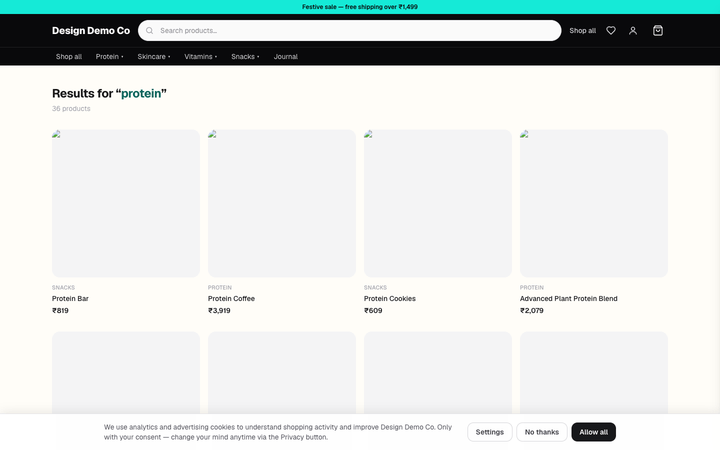 Festive sale — free shipping over ₹1,499
Design Demo Co
Search products...
Shop all
Shop all
Protein
Skincare
Vitamins
Snacks
Journal
Results for “protein”
36 products
SNACKS
Protein Bar
₹819
PROTEIN
Protein Coffee
₹3,919
SNACKS
Protein Cookies
₹609
PROTEIN
Advanced Plant Protein Blend
₹2,079
We use analytics and advertising cookies to understand shopping activity and improve Design Demo Co. Only
with your consent — change your mind anytime via the Privacy button.
Settings
No thanks
Allow all